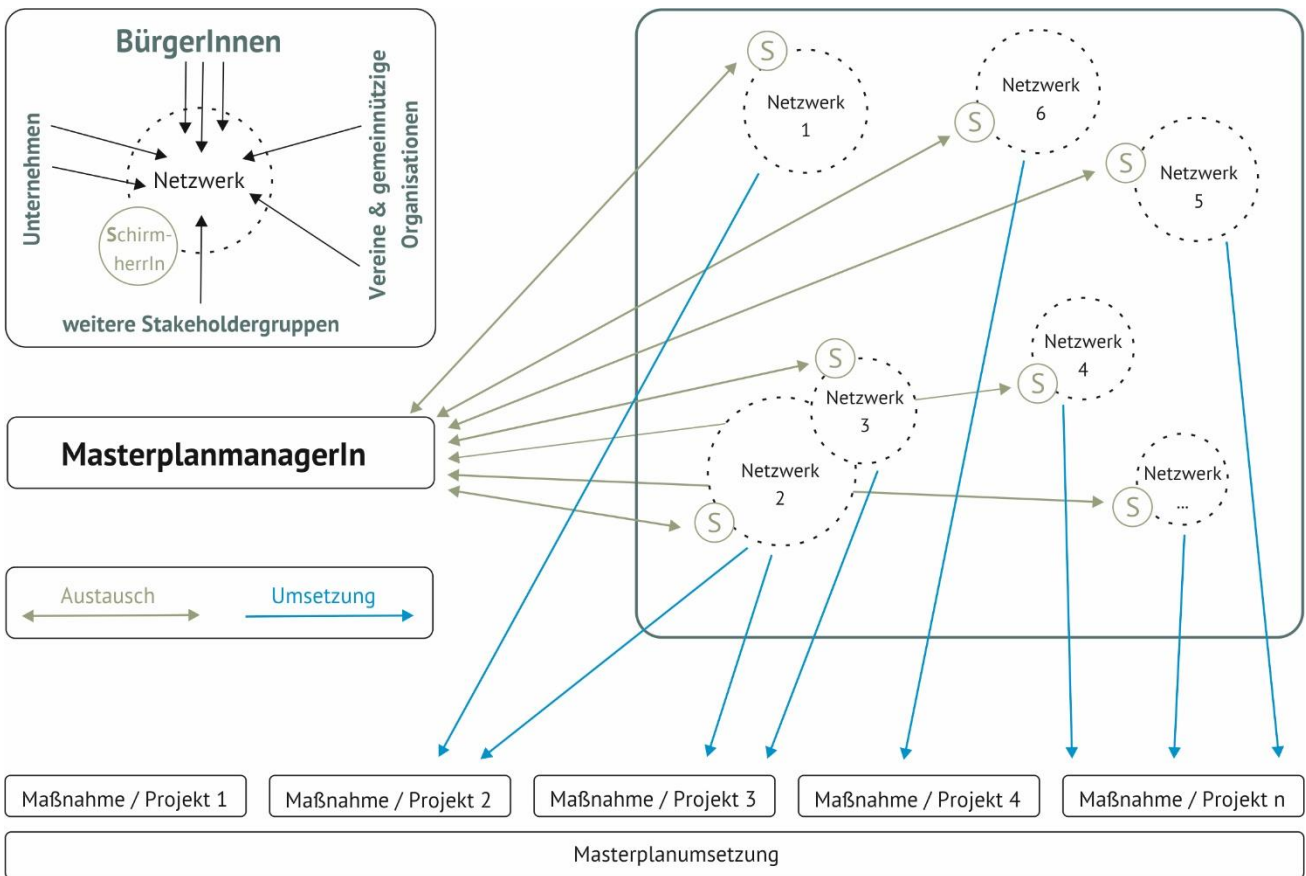 BürgerInnen
Unternehmen
Netzwerk
Schirm-
herrIn
Vereine & gemeinnützige
Organisationen
weitere Stakeholdergruppen
S
Netzwerk
1
S
Netzwerk
6
S
Netzwerk
5
S
Netzwerk
3
S
Netzwerk
4
S
Netzwerk
2
S
Netzwerk
...
MasterplanmanagerIn
Austausch
Umsetzung
Maßnahme / Projekt 1
Maßnahme / Projekt 2
Maßnahme / Projekt 3
Maßnahme / Projekt 4
Maßnahme / Projekt n
Masterplanumsetzung